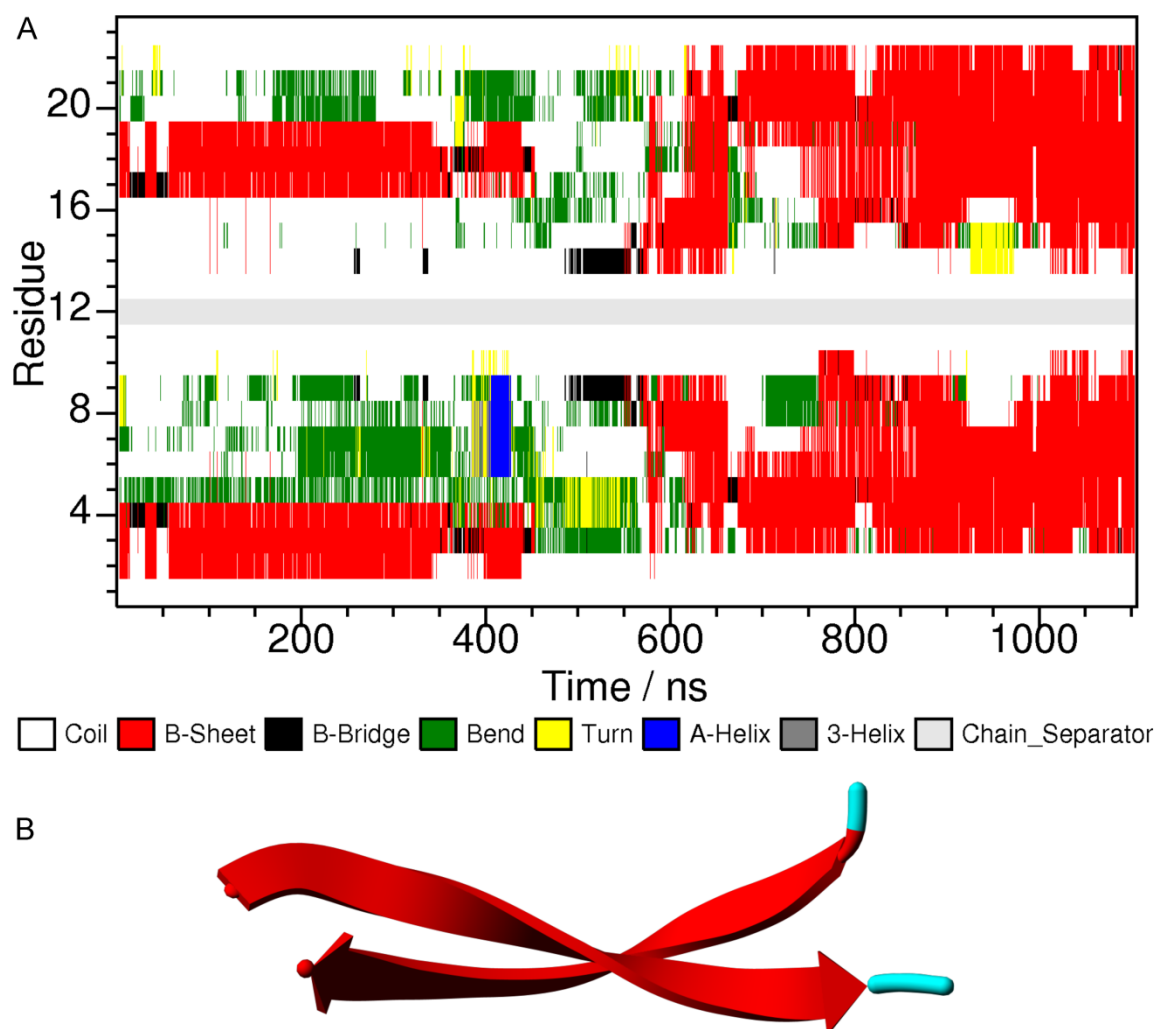 A
Residue
20
16
12
8
4
200 400 600 800 1000
Time / ns
Coil B-Sheet B-Bridge Bend Turn A-Helix 3-Helix Chain_Separator
B